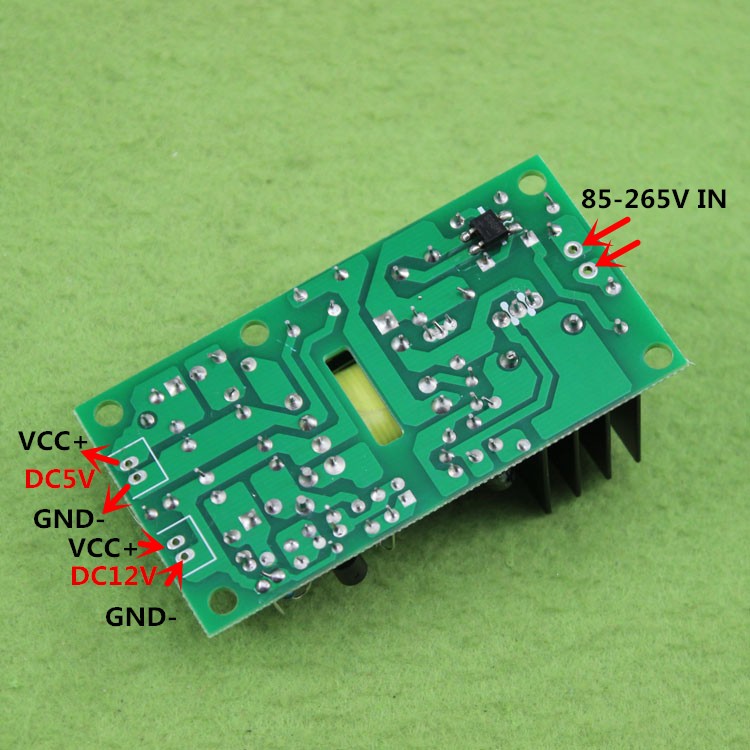 85-265V IN
VCC+
DC5V
GND-
VCC+
DC12V
GND-